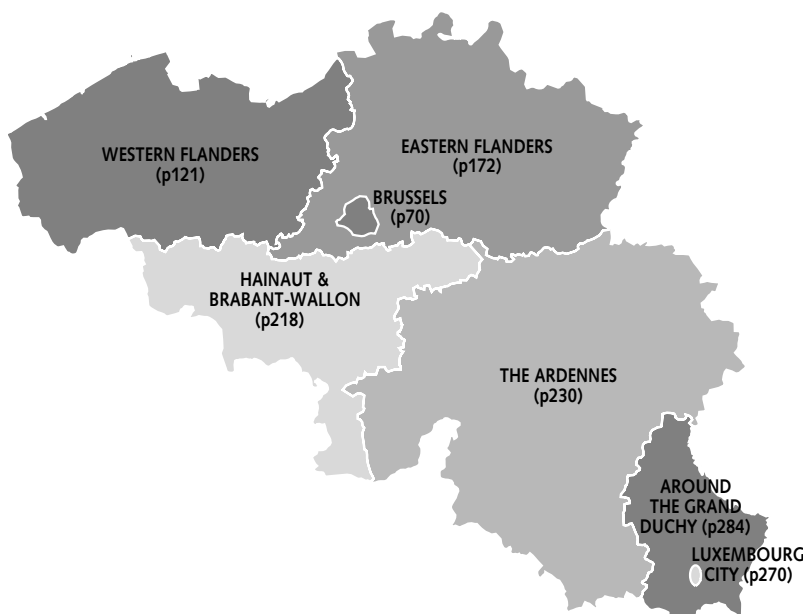 WESTERN FLANDERS
(p121)
EASTERN FLANDERS
(p172)
BRUSSELS
(p70)
HAINAUT &
BRABANT-WALLON
(p218)
THE ARDENNES
(p230)
AROUND
THE GRAND
DUCHY (p284)
LUXEMBOURG
CITY (p270)